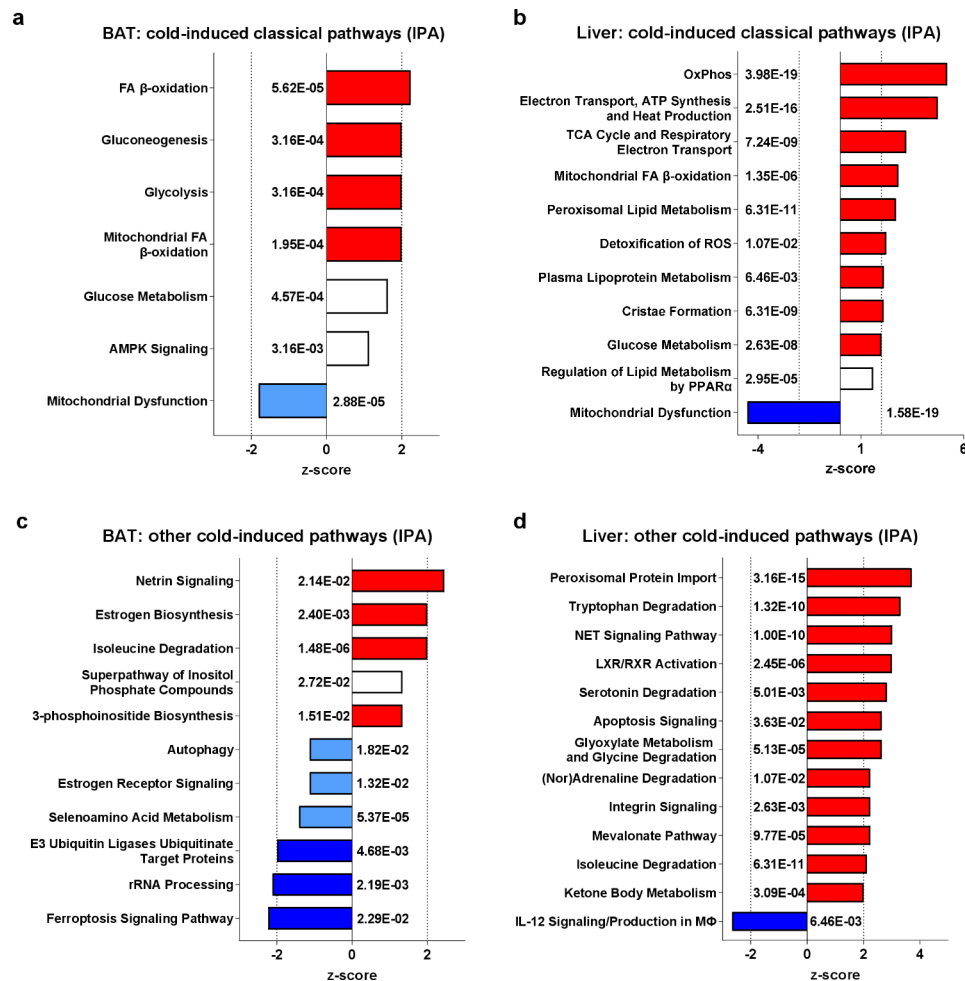 a
BAT: cold-induced classical pathways (IPA)
FA β-oxidation
5.62E-05
Gluconeogenesis
3.16E-04
Glycolysis
3.16E-04
Mitochondrial FA
β-oxidation
1.95E-04
Glucose Metabolism
4.57E-04
AMPK Signaling
3.16E-03
Mitochondrial Dysfunction
2.88E-05
-2 0 2
z-score
b
Liver: cold-induced classical pathways (IPA)
OxPhos
3.98E-19
Electron Transport, ATP Synthesis
and Heat Production
2.51E-16
TCA Cycle and Respiratory
Electron Transport
7.24E-09
Mitochondrial FA β-oxidation
1.35E-06
Peroxisomal Lipid Metabolism
6.31E-11
Detoxification of ROS
1.07E-02
Plasma Lipoprotein Metabolism
6.46E-03
Cristae Formation
6.31E-09
Glucose Metabolism
2.63E-08
Regulation of Lipid Metabolism
by PPARα
2.95E-05
Mitochondrial Dysfunction
1.58E-19
-4 1 6
z-score
c
BAT: other cold-induced pathways (IPA)
Netrin Signaling
2.14E-02
Estrogen Biosynthesis
2.40E-03
Isoleucine Degradation
1.48E-06
Superpathway of Inositol
Phosphate Compounds
2.72E-02
3-phosphoinositide Biosynthesis
1.51E-02
Autophagy
1.82E-02
Estrogen Receptor Signaling
1.32E-02
Selenoamino Acid Metabolism
5.37E-05
E3 Ubiquitin Ligases Ubiquitinate
Target Proteins
4.68E-03
rRNA Processing
2.19E-03
Ferroptosis Signaling Pathway
2.29E-02
-2 0 2
z-score
d
Liver: other cold-induced pathways (IPA)
Peroxisomal Protein Import
3.16E-15
Tryptophan Degradation
1.32E-10
NET Signaling Pathway
1.00E-10
LXR/RXR Activation
2.45E-06
Serotonin Degradation
5.01E-03
Apoptosis Signaling
3.63E-02
Glyoxylate Metabolism
and Glycine Degradation
5.13E-05
(Nor)Adrenaline Degradation
1.07E-02
Integrin Signaling
2.63E-03
Mevalonate Pathway
9.77E-05
Isoleucine Degradation
6.31E-11
Ketone Body Metabolism
3.09E-04
IL-12 Signaling/Production in MΦ
6.46E-03
-2 0 2 4
z-score